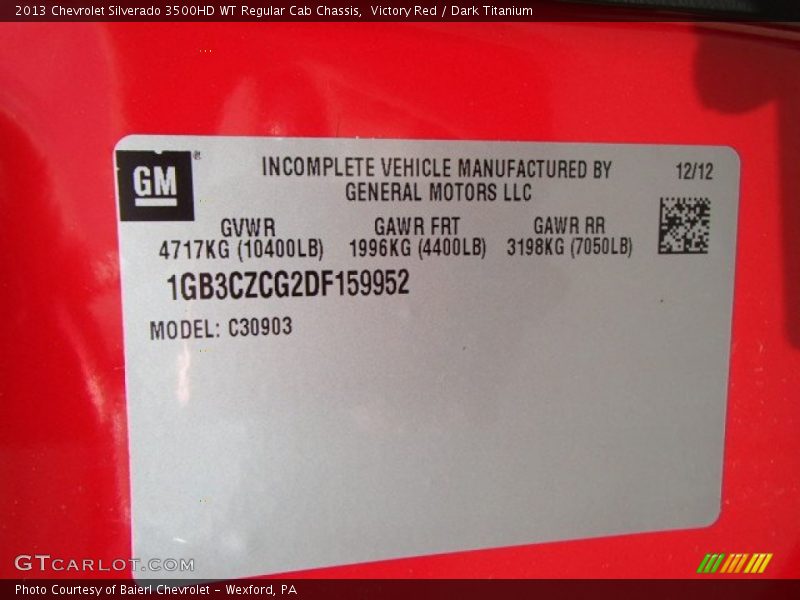 2013 Chevrolet Silverado 3500HD WT Regular Cab Chassis,  Victory Red / Dark Titanium
GM®
INCOMPLETE VEHICLE MANUFACTURED BY
GENERAL MOTORS LLC
12/12
GVWR GAWR FRT GAWR RR
4717KG (10400LB) 1996KG (4400LB) 3198KG (7050LB)
1GB3CZCG2DF159952
MODEL: C30903
GTCARLOT.COM
Photo Courtesy of Baierl Chevrolet - Wexford, PA